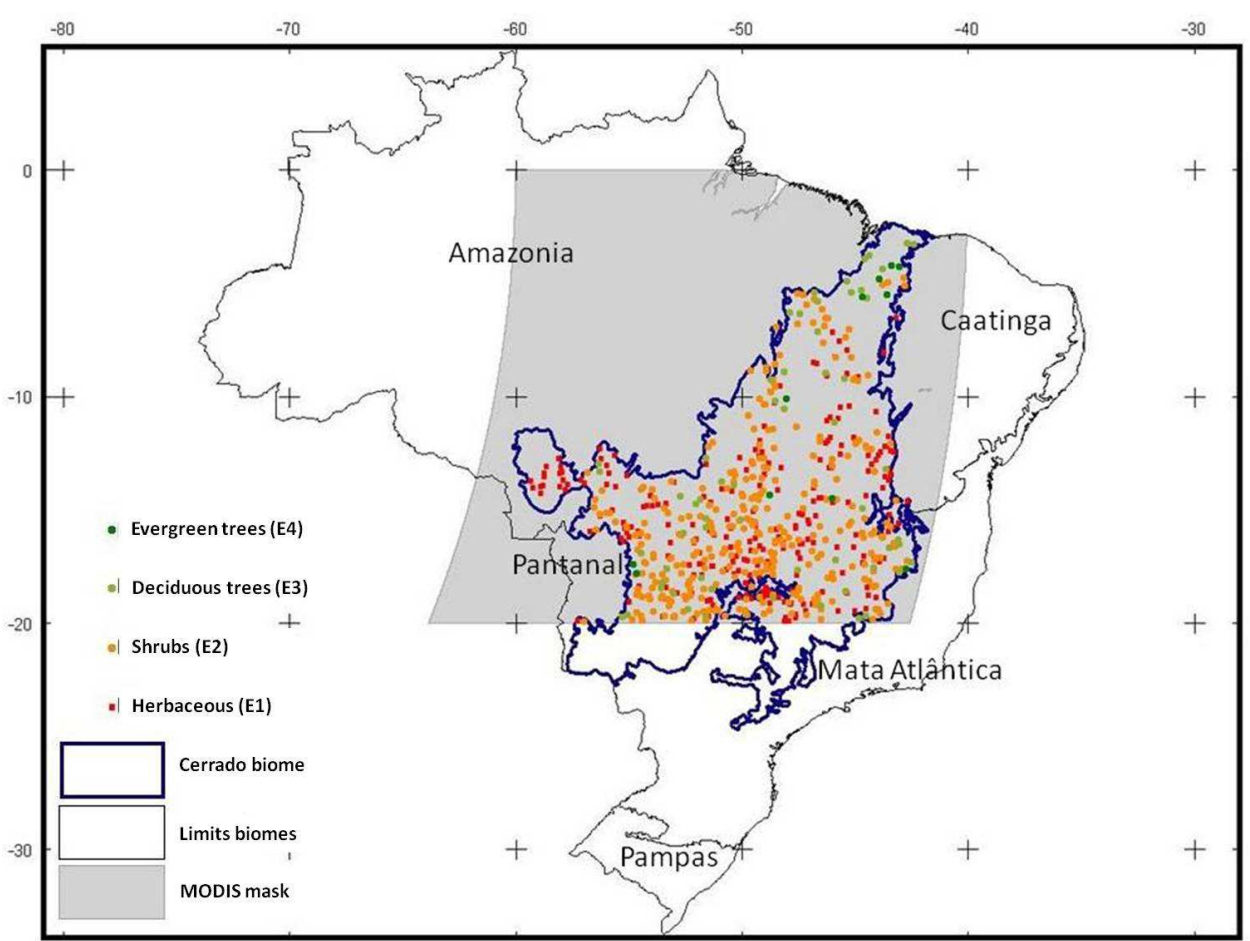 -80 -70 -60 -50 -40 -30
0
Amazonia
Caatinga
-10
Evergreen trees (E4)
Pantanal
Deciduous trees (E3)
-20
Shrubs (E2)
Mata Atlântica
Herbaceous (E1)
Cerrado biome
Limits biomes
-30
Pampas
MODIS mask